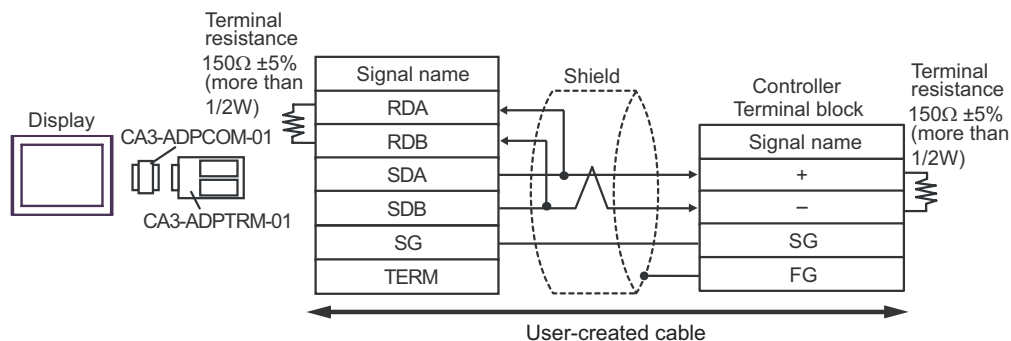 Terminal
resistance
150Ω ±5%
(more than
1/2W)
Display
CA3-ADPCOM-01
CA3-ADPTRM-01
Signal name
RDA
RDB
SDA
SDB
SG
TERM
Shield
Controller
Terminal block
Signal name
+
–
SG
FG
Terminal
resistance
150Ω ±5%
(more than
1/2W)
User-created cable